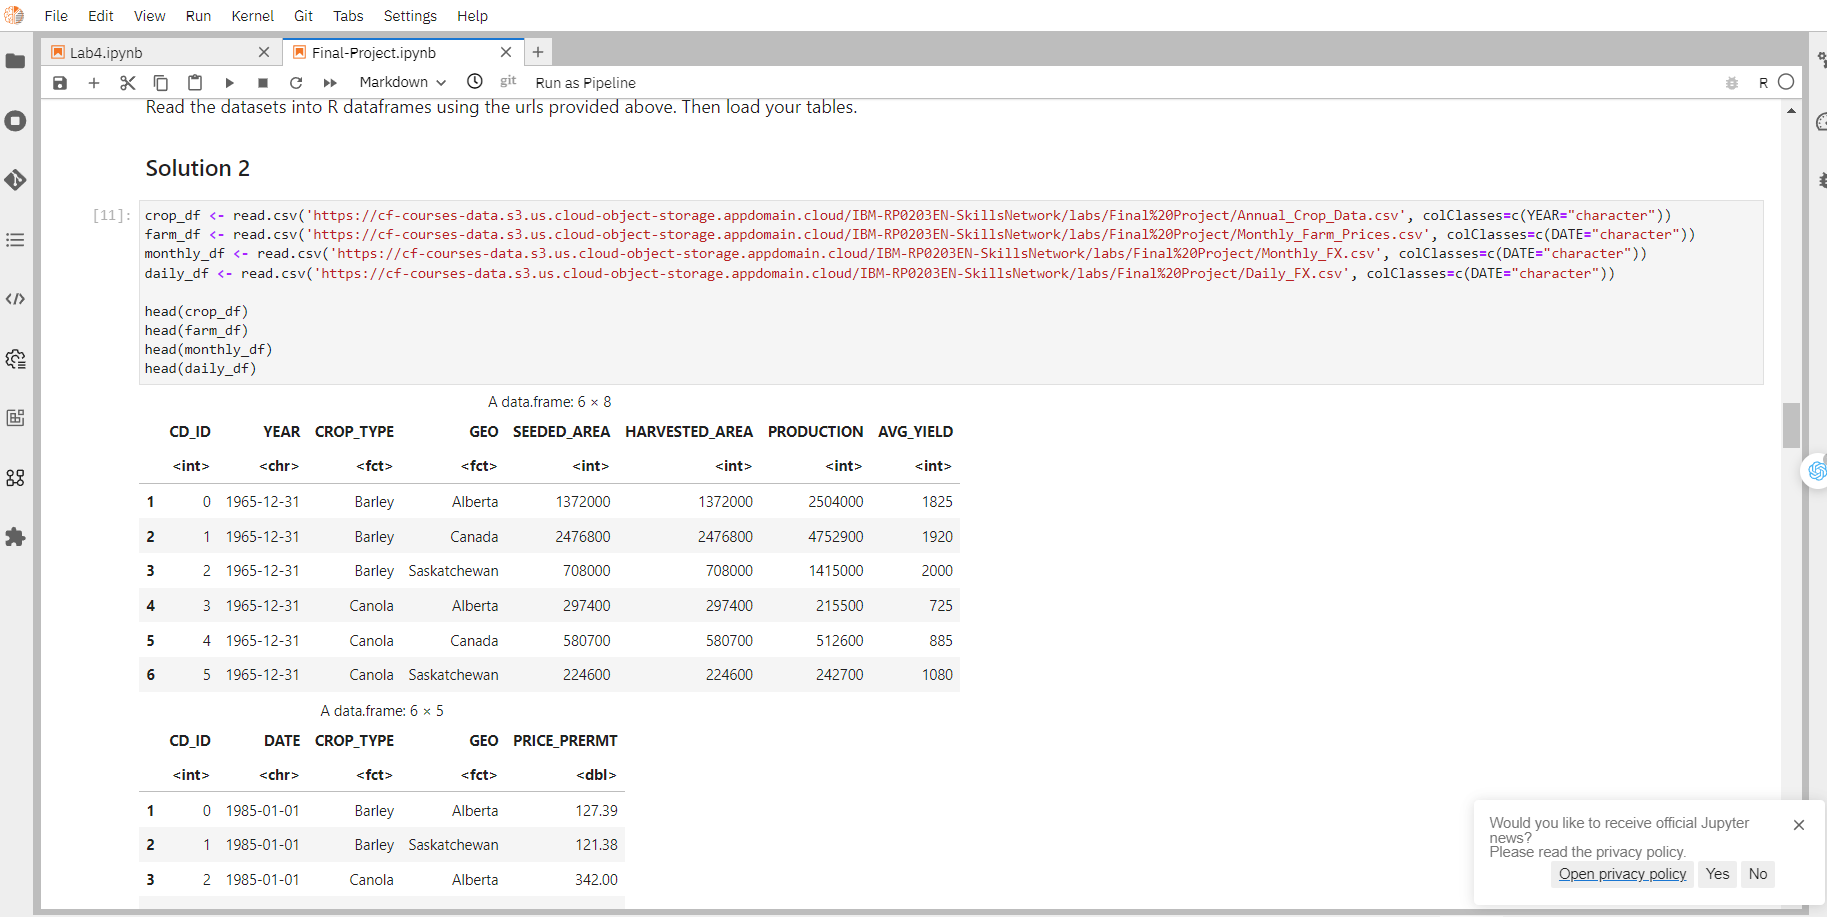 File Edit View Run Kernel Git Tabs Settings Help
Lab4.ipynb Final-Project.ipynb
Markdown git Run as Pipeline R
Read the datasets into R dataframes using the urls provided above. Then load your tables.
Solution 2
[11]:
crop_df <- read.csv('https://cf-courses-data.s3.us.cloud-object-storage.appdomain.cloud/IBM-RP0203EN-SkillsNetwork/labs/Final%20Project/Annual_Crop_Data.csv', colClasses=c(YEAR="character"))
farm_df <- read.csv('https://cf-courses-data.s3.us.cloud-object-storage.appdomain.cloud/IBM-RP0203EN-SkillsNetwork/labs/Final%20Project/Monthly_Farm_Prices.csv', colClasses=c(DATE="character"))
monthly_df <- read.csv('https://cf-courses-data.s3.us.cloud-object-storage.appdomain.cloud/IBM-RP0203EN-SkillsNetwork/labs/Final%20Project/Monthly_FX.csv', colClasses=c(DATE="character"))
daily_df <- read.csv('https://cf-courses-data.s3.us.cloud-object-storage.appdomain.cloud/IBM-RP0203EN-SkillsNetwork/labs/Final%20Project/Daily_FX.csv', colClasses=c(DATE="character"))
head(crop_df)
head(farm_df)
head(monthly_df)
head(daily_df)
A data.frame: 6 × 8
CD_ID YEAR CROP_TYPE GEO SEEDED_AREA HARVESTED_AREA PRODUCTION AVG_YIELD
<int> <chr> <fct> <fct> <int> <int> <int> <int>
1 0 1965-12-31 Barley Alberta 1372000 1372000 2504000 1825
2 1 1965-12-31 Barley Canada 2476800 2476800 4752900 1920
3 2 1965-12-31 Barley Saskatchewan 708000 708000 1415000 2000
4 3 1965-12-31 Canola Alberta 297400 297400 215500 725
5 4 1965-12-31 Canola Canada 580700 580700 512600 885
6 5 1965-12-31 Canola Saskatchewan 224600 224600 242700 1080
A data.frame: 6 × 5
CD_ID DATE CROP_TYPE GEO PRICE_PRERMT
<int> <chr> <fct> <fct> <dbl>
1 0 1985-01-01 Barley Alberta 127.39
2 1 1985-01-01 Barley Saskatchewan 121.38
3 2 1985-01-01 Canola Alberta 342.00
Would you like to receive official Jupyter
news?
Please read the privacy policy.
Open privacy policy Yes No